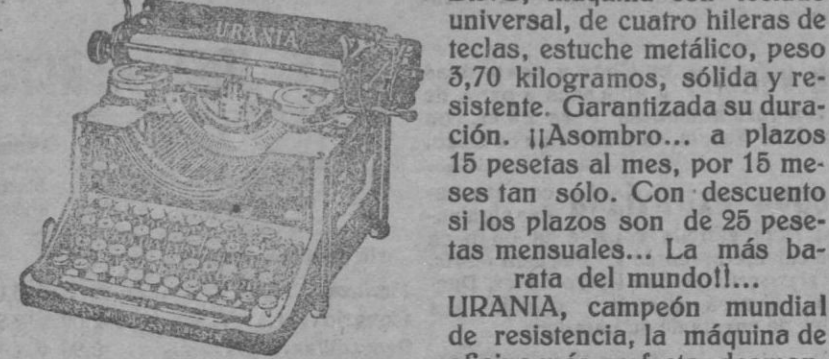 URANIA
universal, de cuatro hileras de
teclas, estuche metálico, peso
3,70 kilogramos, sólida y re-
sistente. Garantizada su dura-
ción. ¡¡Asombro... a plazos
15 pesetas al mes, por 15 me-
ses tan sólo. Con descuento
si los plazos son de 25 pese-
tas mensuales... La más ba-
rata del mundo!!...
URANIA, campeón mundial
de resistencia, la máquina de